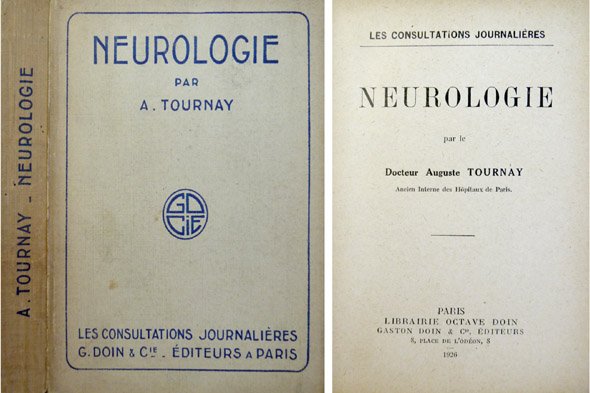 A. TOURNAY - NEUROLOGIE
NEUROLOGIE
PAR
A. TOURNAY
GD
CIE
LES CONSULTATIONS JOURNALIÈRES
G. DOIN & CIE. ÉDITEURS A PARIS
LES CONSULTATIONS JOURNALIÈRES
NEUROLOGIE
par le
Docteur Auguste TOURNAY
Ancien Interne des Hôpitaux de Paris.
PARIS
LIBRAIRIE OCTAVE DOIN
GASTON DOIN & Cie, ÉDITEURS
8, PLACE DE L'ODÉON, 8
1926